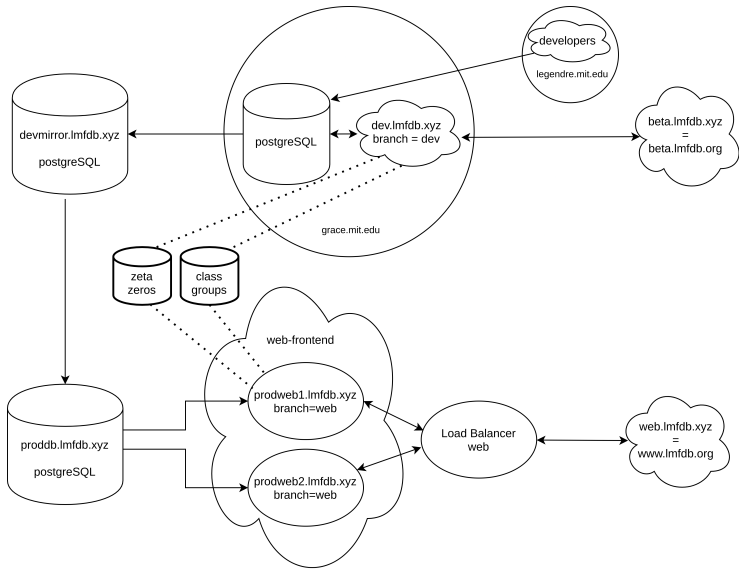 developers
legendre.mit.edu
devmirror.lmfdb.xyz
postgreSQL
postgreSQL
dev.lmfdb.xyz
branch = dev
beta.lmfdb.xyz
=
beta.lmfdb.org
grace.mit.edu
zeta
zeros
class
groups
web-frontend
prodweb1.lmfdb.xyz
branch=web
proddb.lmfdb.xyz
postgreSQL
Load Balancer
web
web.lmfdb.xyz
=
www.lmfdb.org
prodweb2.lmfdb.xyz
branch=web